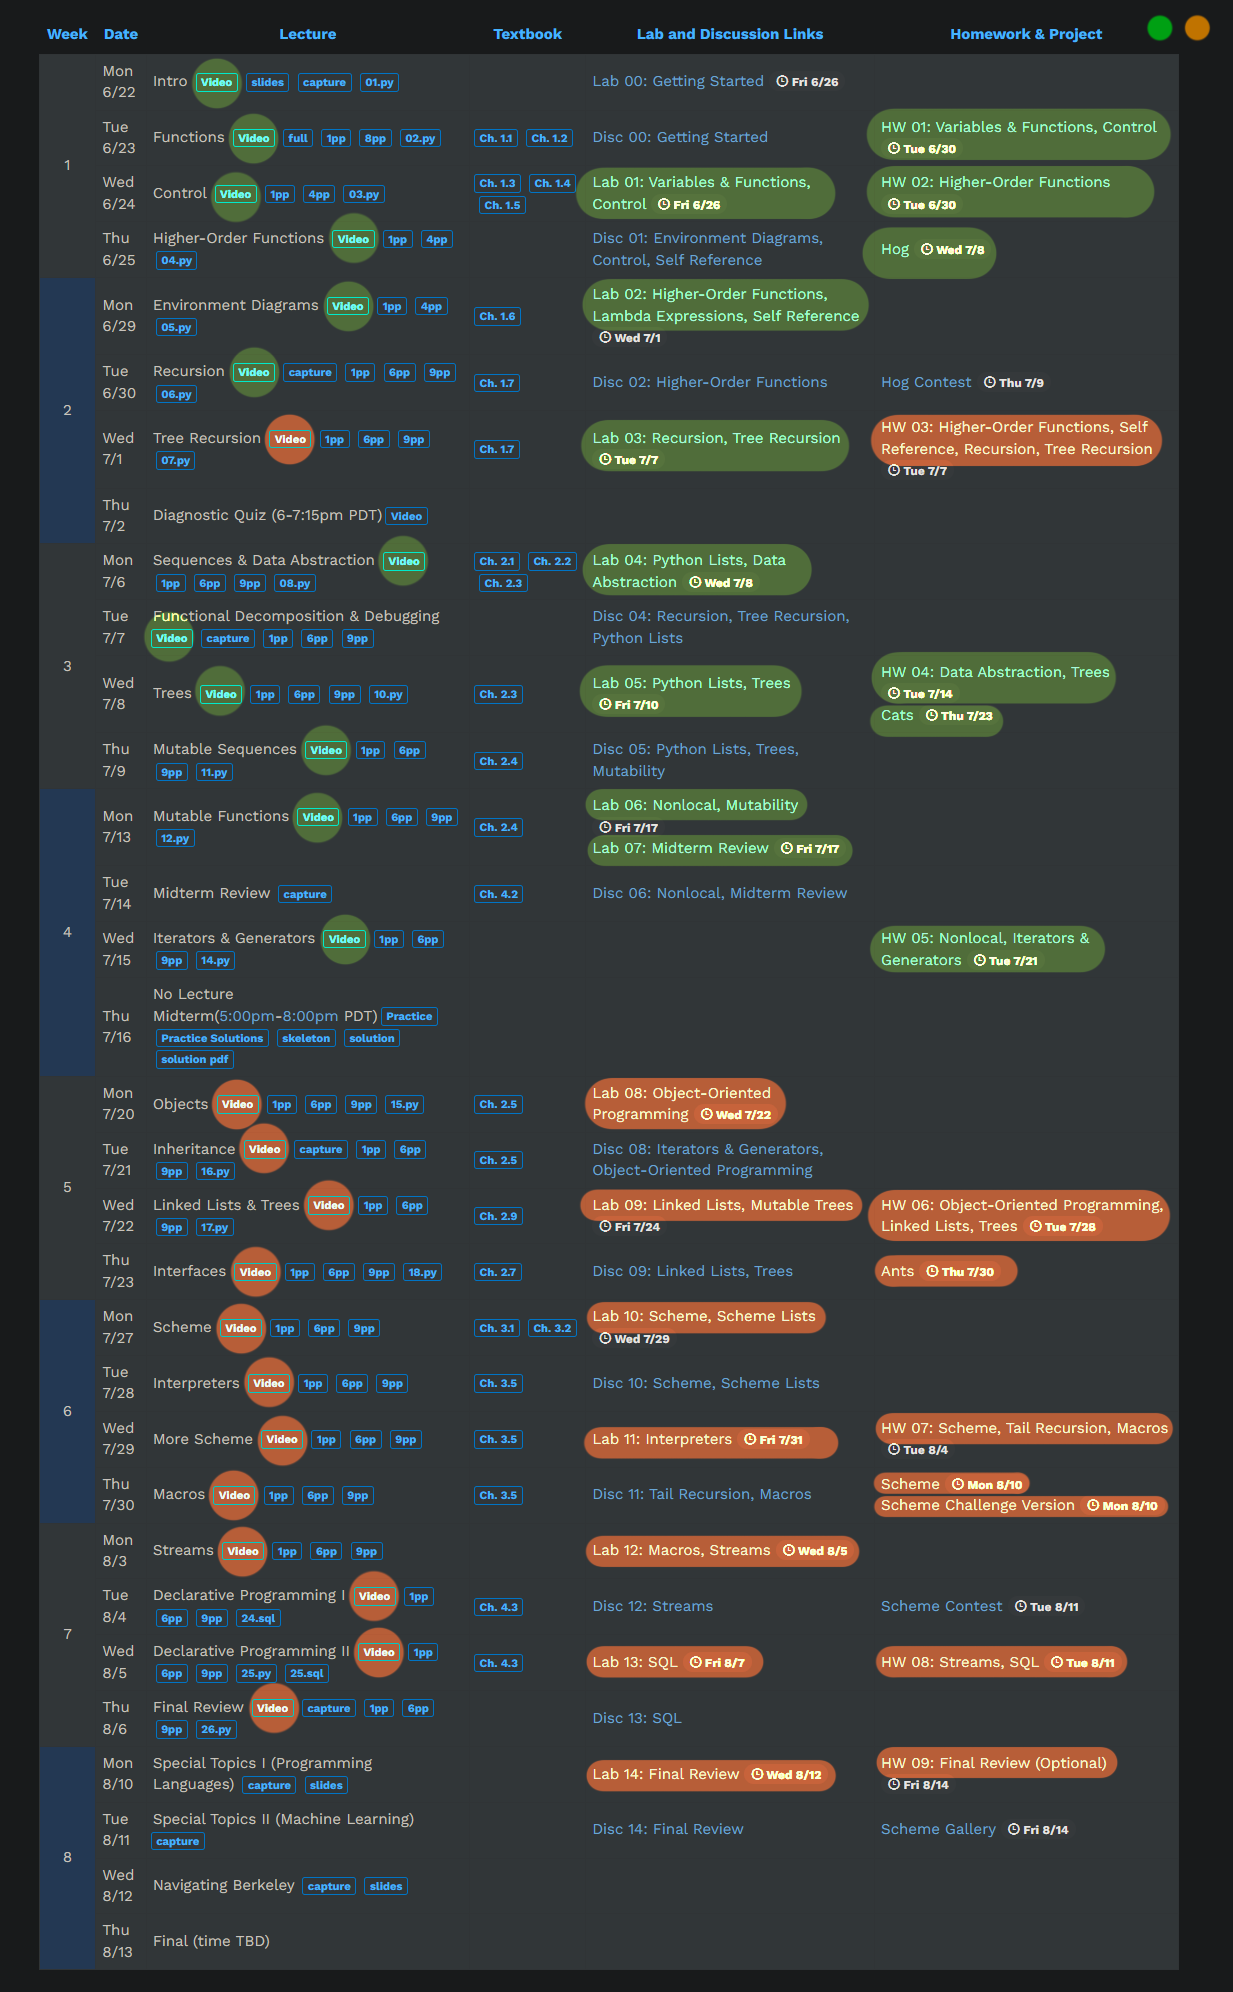 Week Date Lecture Textbook Lab and Discussion Links Homework & Project
1
Mon 6/22
Intro Video slides capture 01.py
Lab 00: Getting Started Fri 6/26
Tue 6/23
Functions Video full 1pp 8pp 02.py
Ch. 1.1 Ch. 1.2
Disc 00: Getting Started
HW 01: Variables & Functions, Control
Tue 6/30
Wed 6/24
Control Video 1pp 4pp 03.py
Ch. 1.3 Ch. 1.4
Ch. 1.5
Lab 01: Variables & Functions,
Control Fri 6/26
HW 02: Higher-Order Functions
Tue 6/30
Thu 6/25
Higher-Order Functions Video 1pp 4pp
04.py
Disc 01: Environment Diagrams,
Control, Self Reference
Hog Wed 7/8
2
Mon 6/29
Environment Diagrams Video 1pp 4pp
05.py
Ch. 1.6
Lab 02: Higher-Order Functions,
Lambda Expressions, Self Reference
Wed 7/1
Tue 6/30
Recursion Video capture 1pp 6pp 9pp
06.py
Ch. 1.7
Disc 02: Higher-Order Functions
Hog Contest Thu 7/9
Wed 7/1
Tree Recursion Video 1pp 6pp 9pp
07.py
Ch. 1.7
Lab 03: Recursion, Tree Recursion
Tue 7/7
HW 03: Higher-Order Functions, Self
Reference, Recursion, Tree Recursion
Tue 7/7
Thu 7/2
Diagnostic Quiz (6-7:15pm PDT) Video
3
Mon 7/6
Sequences & Data Abstraction Video
1pp 6pp 9pp 08.py
Ch. 2.1 Ch. 2.2
Ch. 2.3
Lab 04: Python Lists, Data
Abstraction Wed 7/8
Tue 7/7
Functional Decomposition & Debugging
Video capture 1pp 6pp 9pp
Disc 04: Recursion, Tree Recursion,
Python Lists
Wed 7/8
Trees Video 1pp 6pp 9pp 10.py
Ch. 2.3
Lab 05: Python Lists, Trees
Fri 7/10
HW 04: Data Abstraction, Trees
Tue 7/14
Cats Thu 7/23
Thu 7/9
Mutable Sequences Video 1pp 6pp
9pp 11.py
Ch. 2.4
Disc 05: Python Lists, Trees,
Mutability
4
Mon 7/13
Mutable Functions Video 1pp 6pp 9pp
12.py
Ch. 2.4
Lab 06: Nonlocal, Mutability
Fri 7/17
Lab 07: Midterm Review Fri 7/17
Tue 7/14
Midterm Review capture
Ch. 4.2
Disc 06: Nonlocal, Midterm Review
Wed 7/15
Iterators & Generators Video 1pp 6pp
9pp 14.py
HW 05: Nonlocal, Iterators &
Generators Tue 7/21
Thu 7/16
No Lecture
Midterm(5:00pm-8:00pm PDT) Practice
Practice Solutions skeleton solution
solution pdf
5
Mon 7/20
Objects Video 1pp 6pp 9pp 15.py
Ch. 2.5
Lab 08: Object-Oriented
Programming Wed 7/22
Tue 7/21
Inheritance Video capture 1pp 6pp
9pp 16.py
Ch. 2.5
Disc 08: Iterators & Generators,
Object-Oriented Programming
Wed 7/22
Linked Lists & Trees Video 1pp 6pp
9pp 17.py
Ch. 2.9
Lab 09: Linked Lists, Mutable Trees
Fri 7/24
HW 06: Object-Oriented Programming,
Linked Lists, Trees Tue 7/28
Thu 7/23
Interfaces Video 1pp 6pp 9pp 18.py
Ch. 2.7
Disc 09: Linked Lists, Trees
Ants Thu 7/30
6
Mon 7/27
Scheme Video 1pp 6pp 9pp
Ch. 3.1 Ch. 3.2
Lab 10: Scheme, Scheme Lists
Wed 7/29
Tue 7/28
Interpreters Video 1pp 6pp 9pp
Ch. 3.5
Disc 10: Scheme, Scheme Lists
Wed 7/29
More Scheme Video 1pp 6pp 9pp
Ch. 3.5
Lab 11: Interpreters Fri 7/31
HW 07: Scheme, Tail Recursion, Macros
Tue 8/4
Thu 7/30
Macros Video 1pp 6pp 9pp
Ch. 3.5
Disc 11: Tail Recursion, Macros
Scheme Mon 8/10
Scheme Challenge Version Mon 8/10
7
Mon 8/3
Streams Video 1pp 6pp 9pp
Lab 12: Macros, Streams Wed 8/5
Tue 8/4
Declarative Programming I Video 1pp
6pp 9pp 24.sql
Ch. 4.3
Disc 12: Streams
Scheme Contest Tue 8/11
Wed 8/5
Declarative Programming II Video 1pp
6pp 9pp 25.py 25.sql
Ch. 4.3
Lab 13: SQL Fri 8/7
HW 08: Streams, SQL Tue 8/11
Thu 8/6
Final Review Video capture 1pp 6pp
9pp 26.py
Disc 13: SQL
8
Mon 8/10
Special Topics I (Programming
Languages) capture slides
Lab 14: Final Review Wed 8/12
HW 09: Final Review (Optional)
Fri 8/14
Tue 8/11
Special Topics II (Machine Learning)
capture
Disc 14: Final Review
Scheme Gallery Fri 8/14
Wed 8/12
Navigating Berkeley capture slides
Thu 8/13
Final (time TBD)